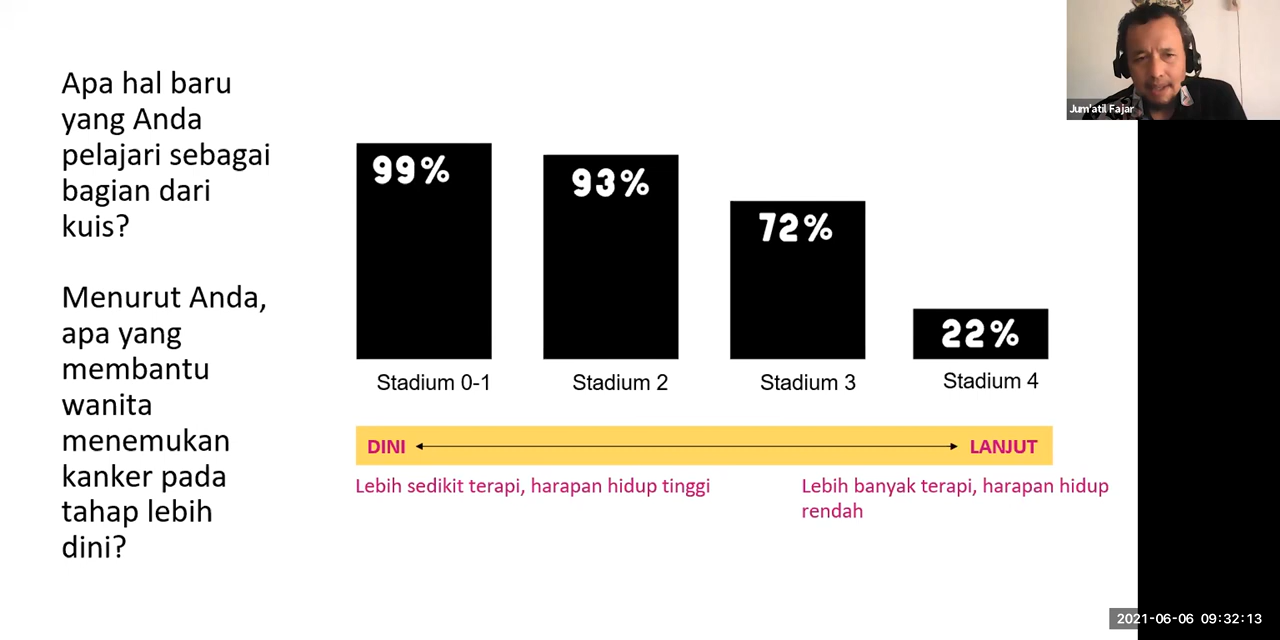 Apa hal baru
yang Anda
pelajari sebagai
bagian dari
kuis?
Menurut Anda,
apa yang
membantu
wanita
menemukan
kanker pada
tahap lebih
dini?
99%
93%
72%
22%
Stadium 0-1
Stadium 2
Stadium 3
Stadium 4
DINI
LANJUT
Lebih sedikit terapi, harapan hidup tinggi
Lebih banyak terapi, harapan hidup
rendah
Jum'atil Fajar
2021-06-06 09:32:13